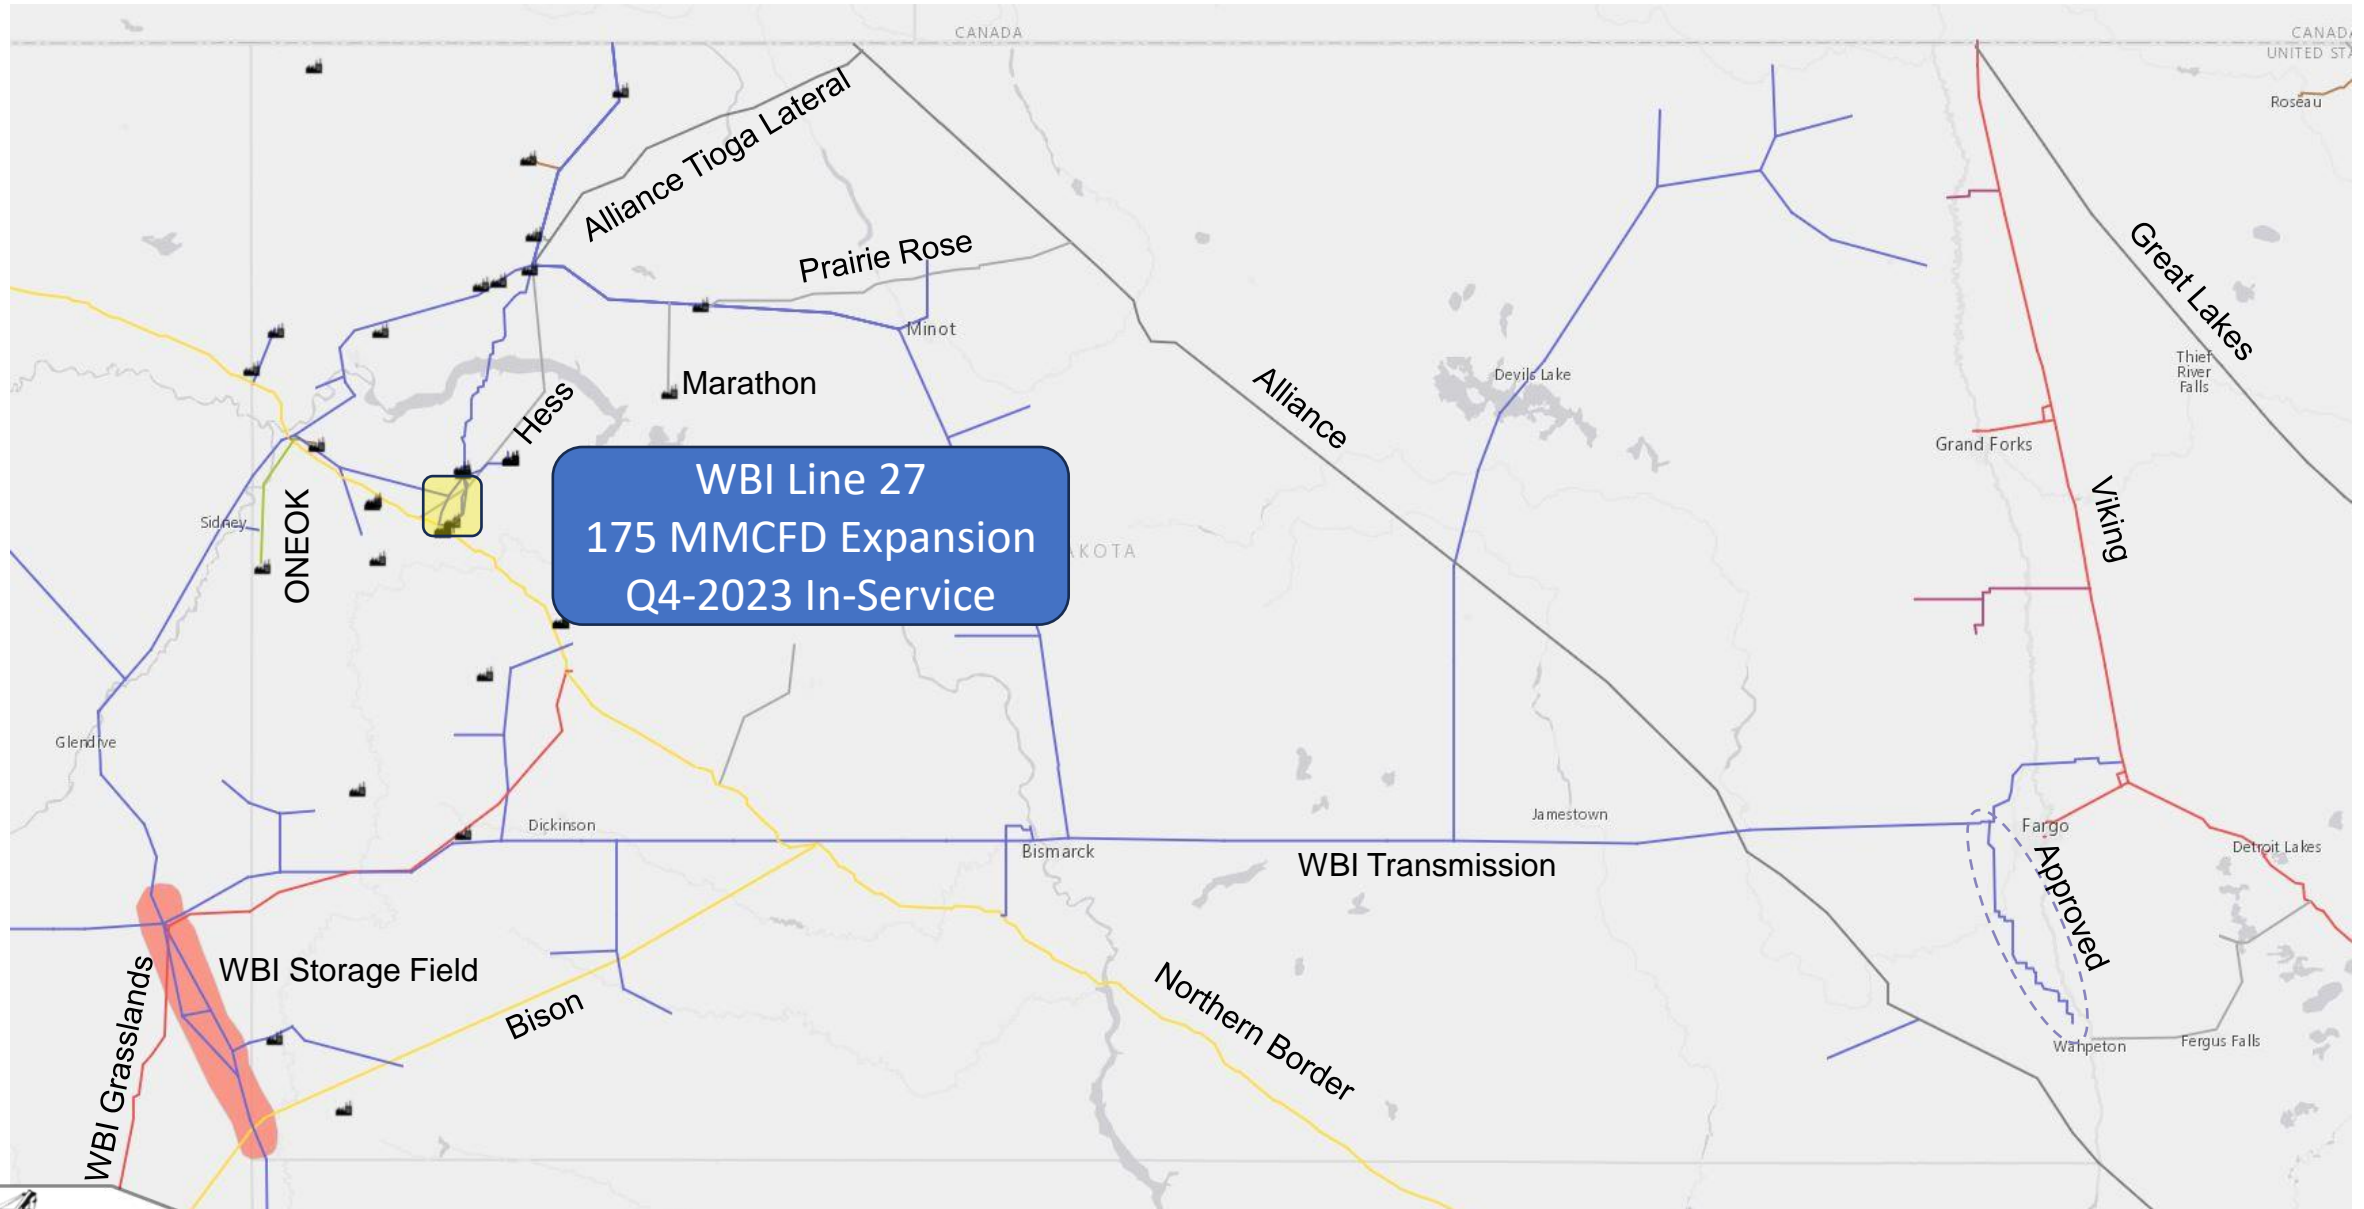 CANADA
CANAD
UNITED ST
Roseau
Alliance Tioga Lateral
Prairie Rose
Great Lakes
Minot
Thief
River
Falls
Devils Lake
Marathon
Hess
Alliance
Grand Forks
WBI Line 27
175 MMCFD Expansion
Q4-2023 In-Service
AKOTA
Sidney
ONEOK
Viking
Glendive
Dickinson
Jamestown
Fargo
Bismarck
Detroit Lakes
WBI Transmission
Approved
WBI Storage Field
WBI Grasslands
Bison
Northern Border
Wahpeton
Fergus Falls